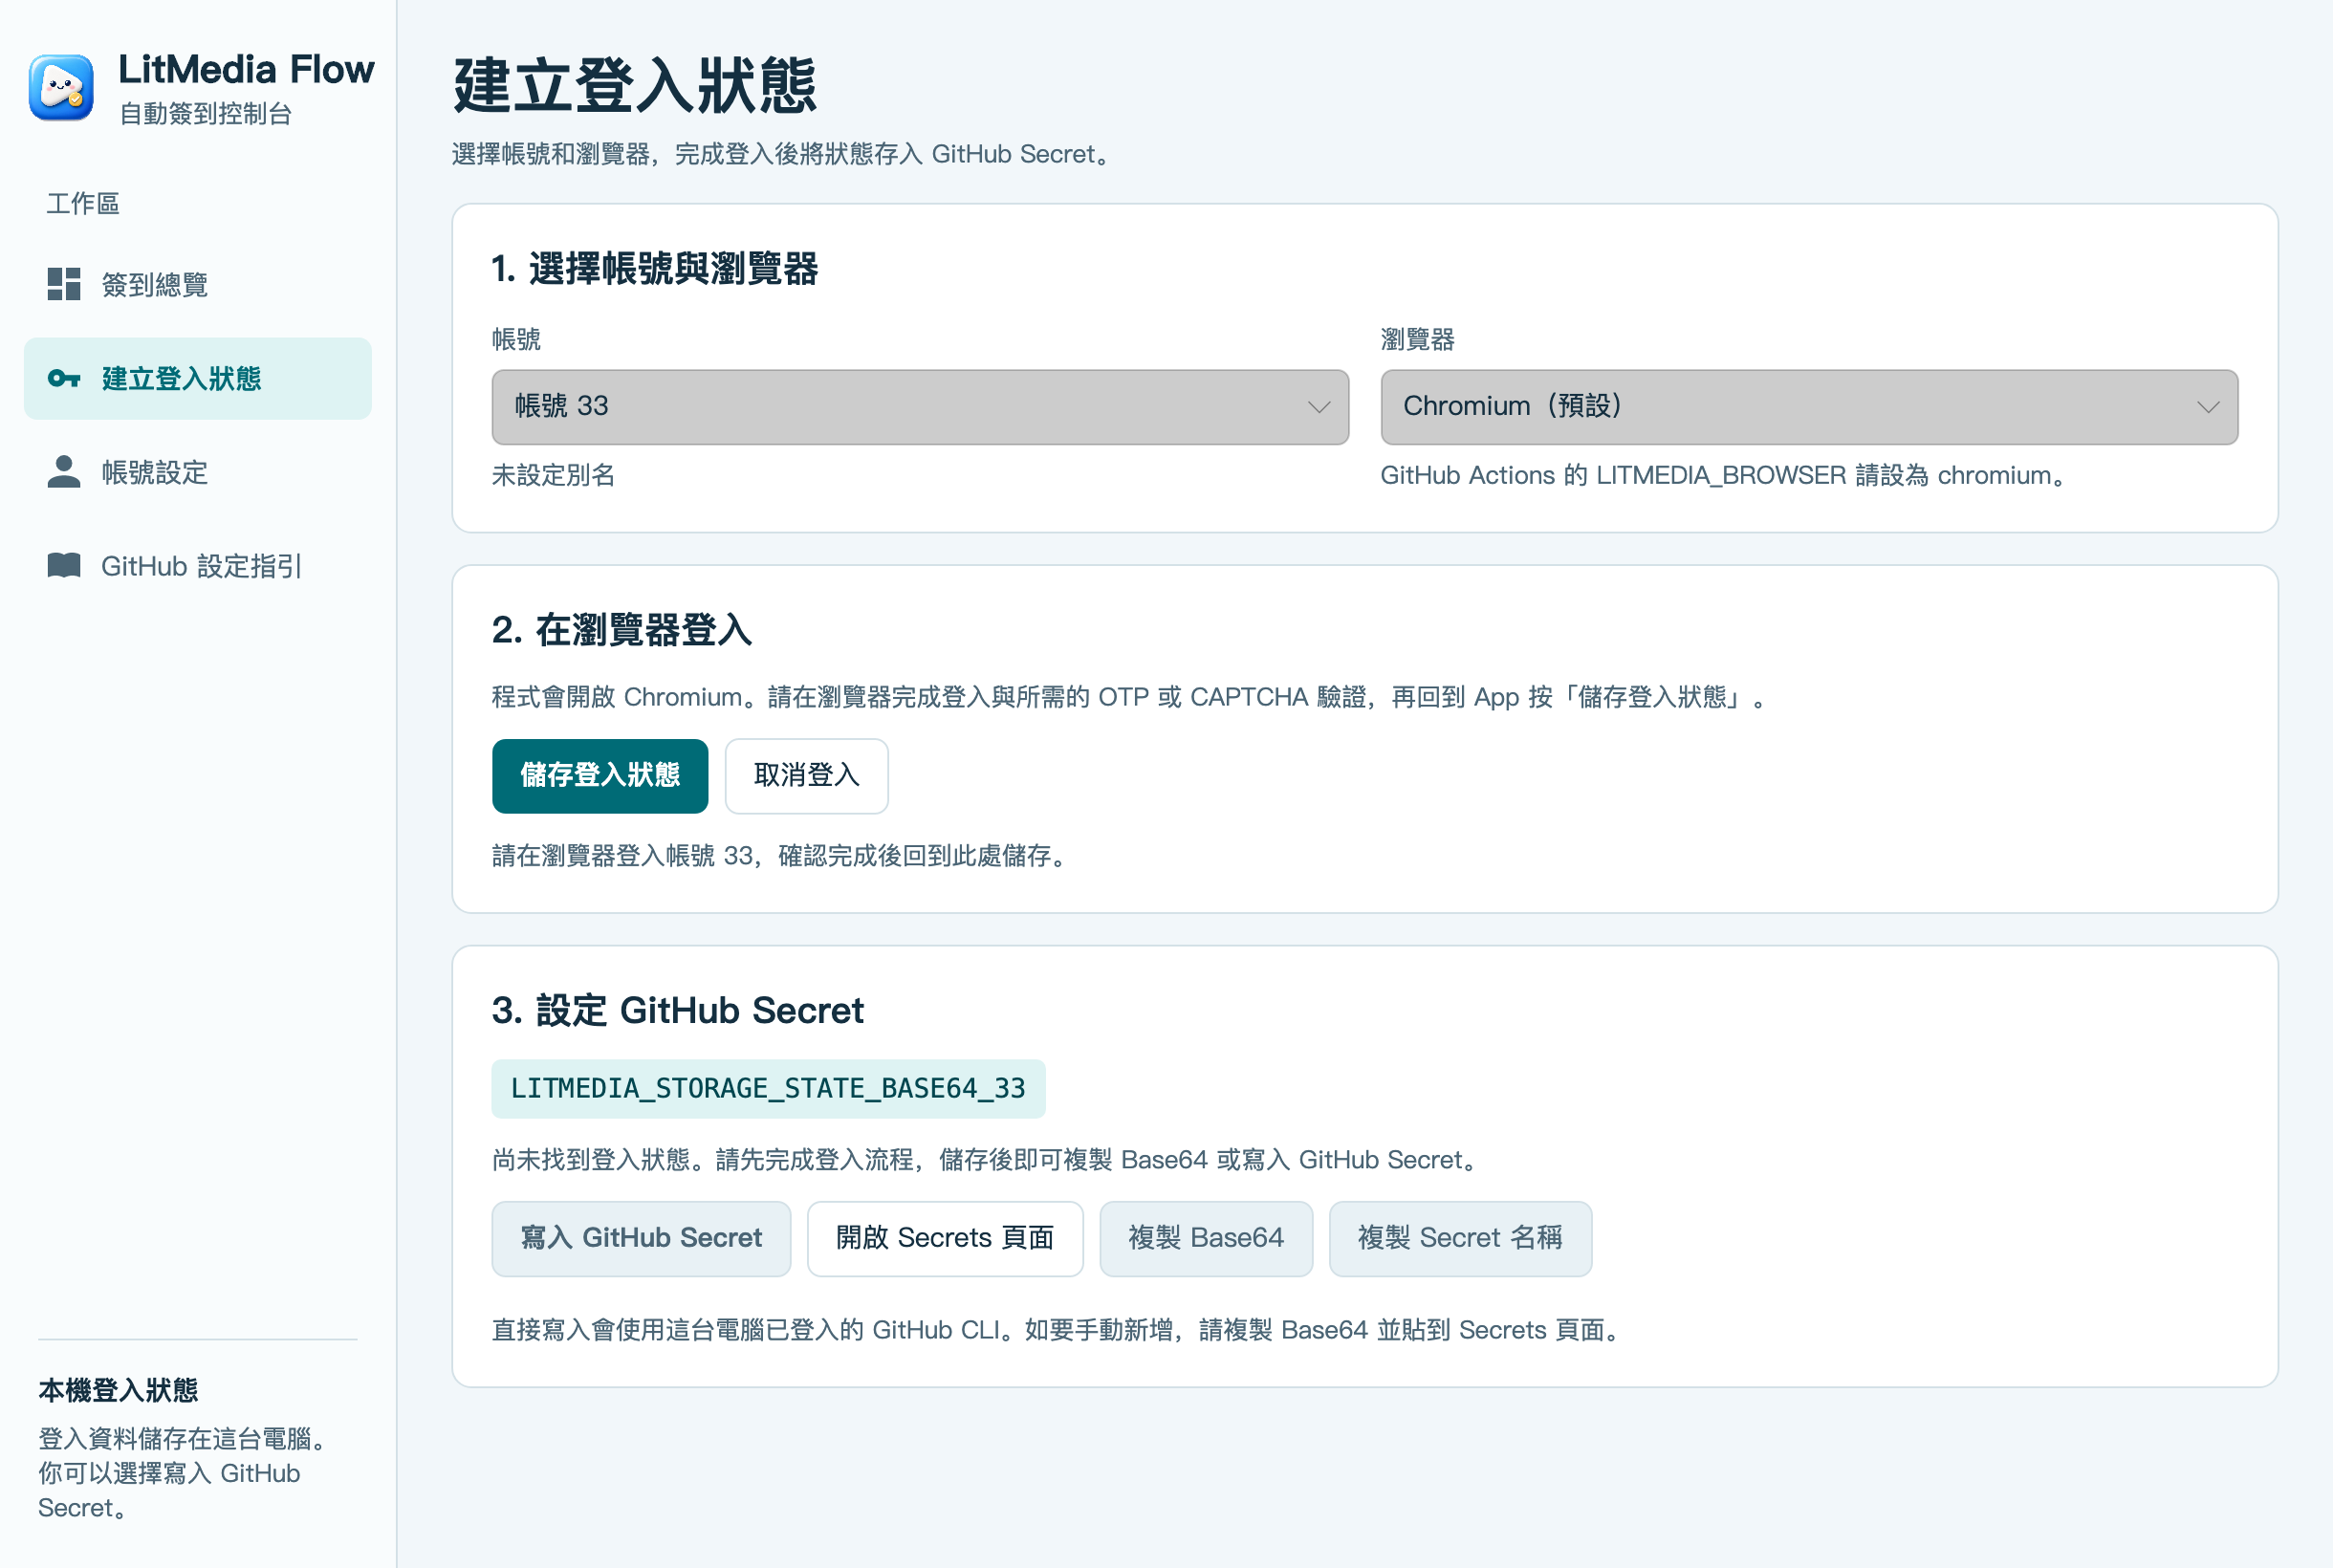 LitMedia Flow
自動簽到控制台
工作區
簽到總覽
建立登入狀態
帳號設定
GitHub 設定指引
本機登入狀態
登入資料儲存在這台電腦。
你可以選擇寫入 GitHub
Secret。
建立登入狀態
選擇帳號和瀏覽器，完成登入後將狀態存入 GitHub Secret。
1. 選擇帳號與瀏覽器
帳號
帳號 33
未設定別名
瀏覽器
Chromium（預設）
GitHub Actions 的 LITMEDIA_BROWSER 請設為 chromium。
2. 在瀏覽器登入
程式會開啟 Chromium。請在瀏覽器完成登入與所需的 OTP 或 CAPTCHA 驗證，再回到 App 按「儲存登入狀態」。
儲存登入狀態
取消登入
請在瀏覽器登入帳號 33，確認完成後回到此處儲存。
3. 設定 GitHub Secret
LITMEDIA_STORAGE_STATE_BASE64_33
尚未找到登入狀態。請先完成登入流程，儲存後即可複製 Base64 或寫入 GitHub Secret。
寫入 GitHub Secret
開啟 Secrets 頁面
複製 Base64
複製 Secret 名稱
直接寫入會使用這台電腦已登入的 GitHub CLI。如要手動新增，請複製 Base64 並貼到 Secrets 頁面。